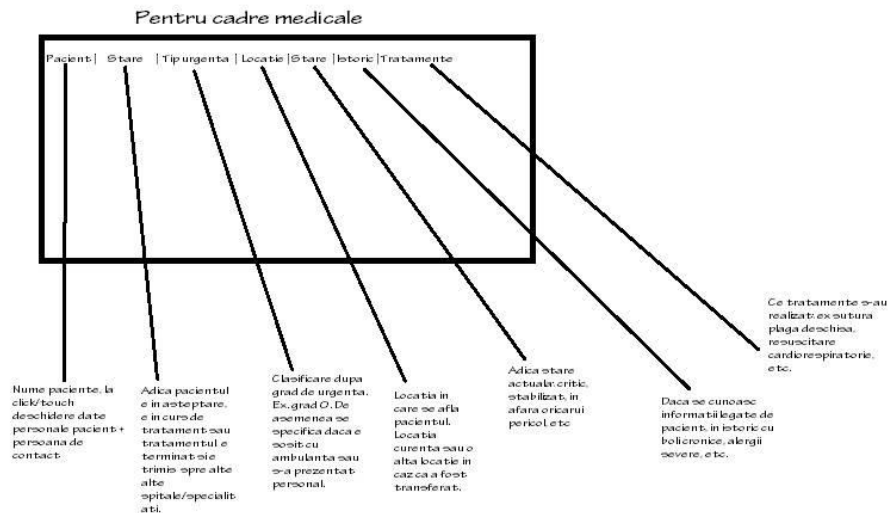 Pentru cadre medicale
Pacient | Stare | Tip urgenta | Locatie | Stare | Istoric | Tratamente
Nume paciente, la
click/touch
deschidere date
personale pacient +
persoana de
contact
Adica pacientul
e in asteptare,
e in curs de
tratament sau
tratamentul e
terminat si e
trimis spre alte
alte
spitale/specialit
ati.
Clasificare dupa
grad de urgenta.
Ex. grad 0. De
asemenea se
specifica daca e
sosit cu
ambulanta sau
s-a prezentat
personal.
Locatia in
care se afla
pacientul.
Locatia
curenta sau o
alta locatie in
caz ca a fost
transferat.
Adica stare
actuala: critic,
stabilizat, in
afara oricarui
pericol, etc
Daca se cunoasc
informatii legate de
pacient, in istoric cu
boli cronice, alergii
severe, etc.
Ce tratamente s-au
realizat: ex sutura
plaga deschisa,
resuscitare
cardiorespiratorie,
etc.